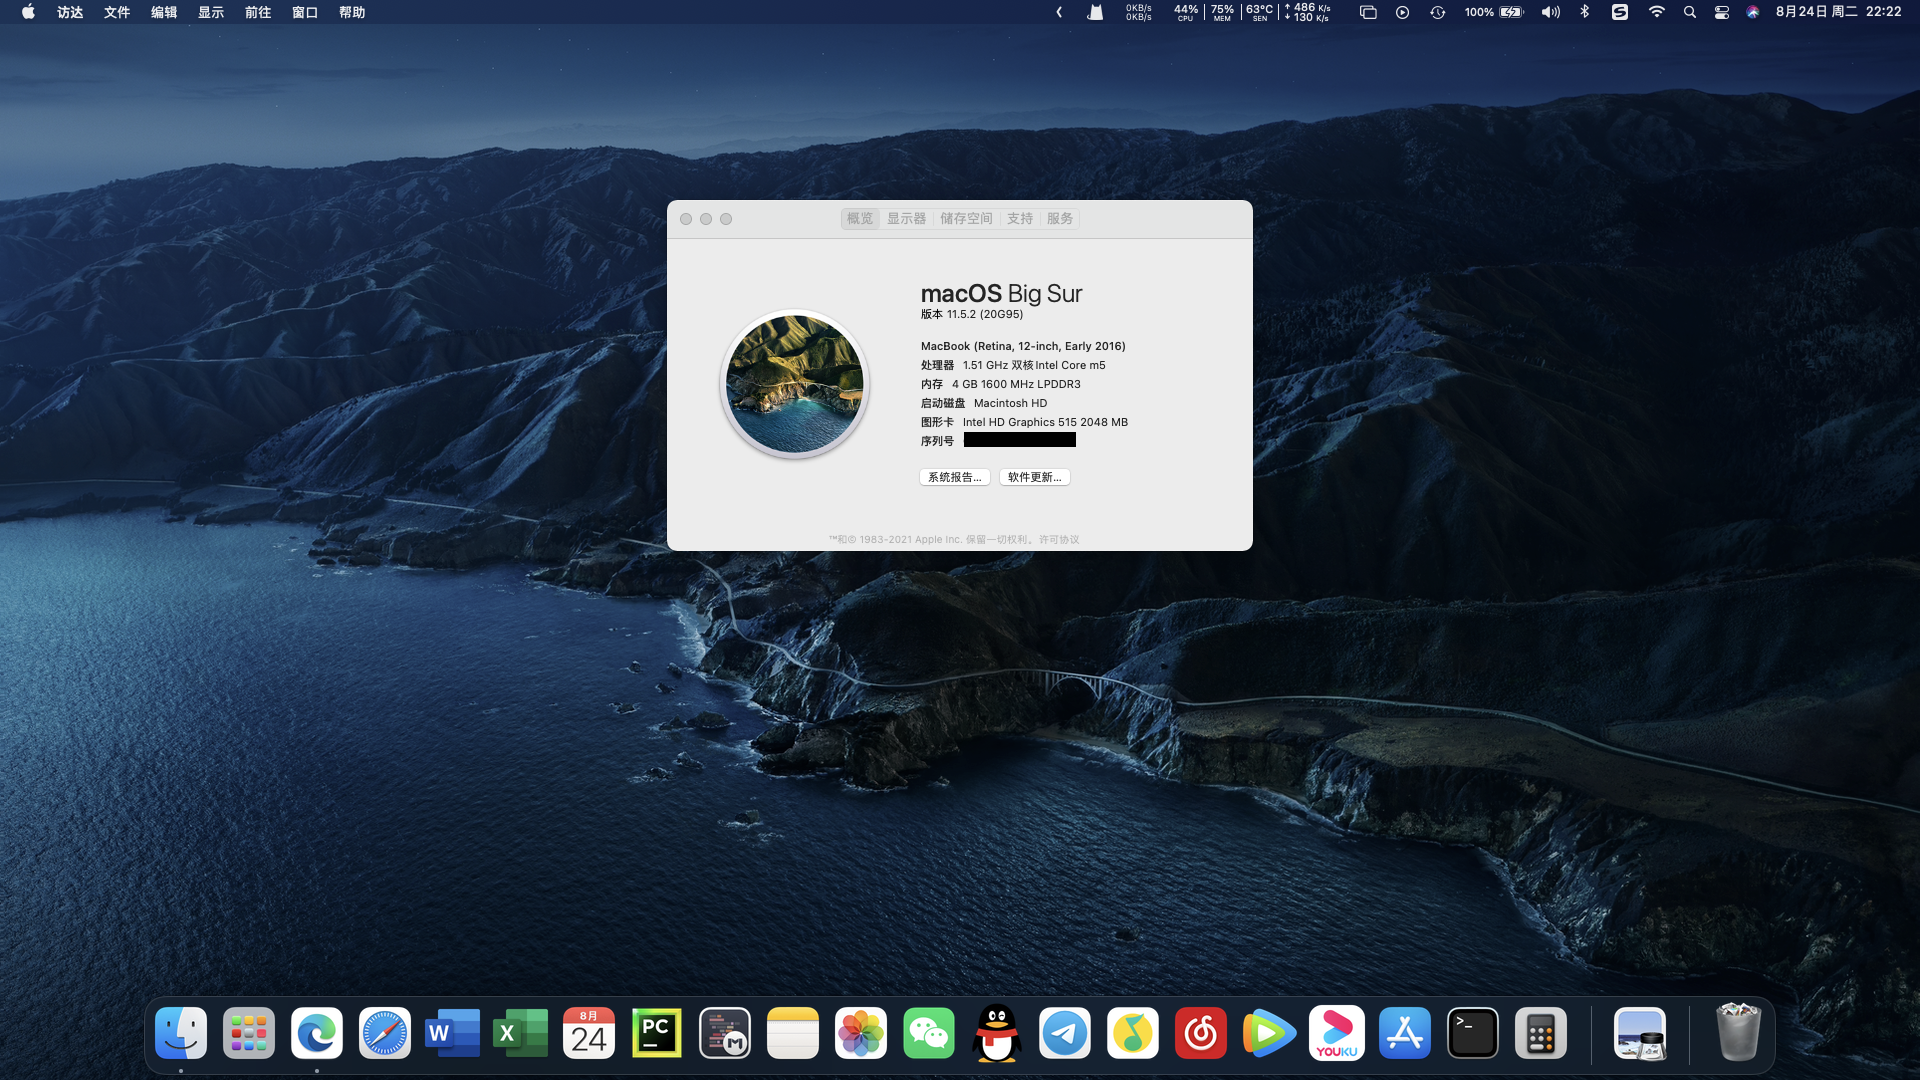 访达 文件 编辑 显示 前往 窗口 帮助
0KB/s
0KB/s
44% CPU
75% MEM
63°C SEN
↑ 486 K/s
↓ 130 K/s
100%
8月24日 周二 22:22
概览 显示器 储存空间 支持 服务
macOS Big Sur
版本 11.5.2 (20G95)
MacBook (Retina, 12-inch, Early 2016)
处理器 1.51 GHz 双核Intel Core m5
内存 4 GB 1600 MHz LPDDR3
启动磁盘 Macintosh HD
图形卡 Intel HD Graphics 515 2048 MB
序列号
系统报告... 软件更新...
™和© 1983-2021 Apple Inc. 保留一切权利。许可协议
W
X
8月
24
PC
M
YOUKU
>_